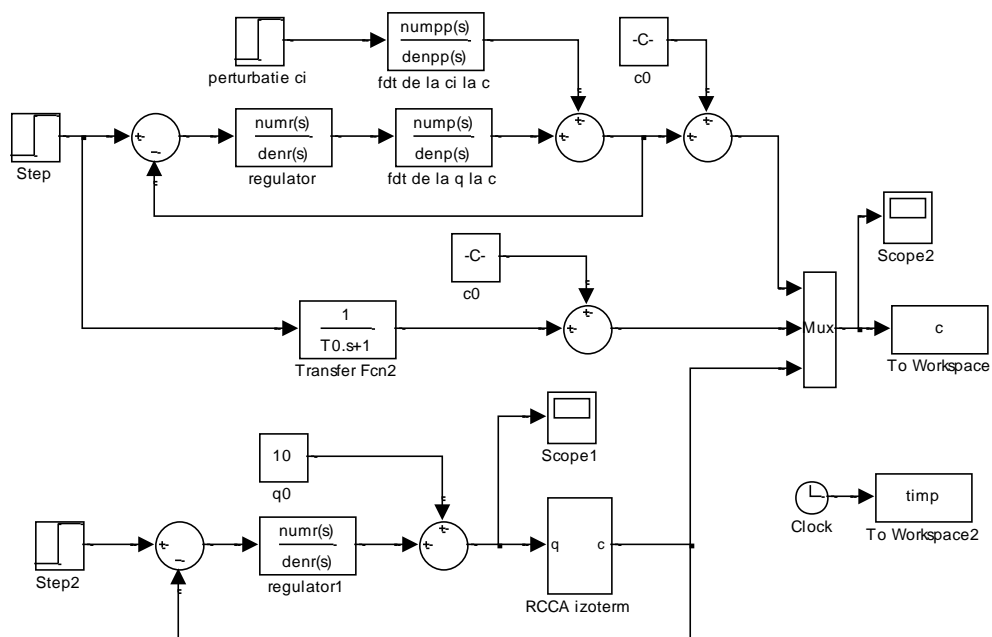 numpp(s)
denpp(s)
-C-
perturbatie ci
fdt de la ci la c
c0
numr(s)
denr(s)
nump(s)
denp(s)
Step
regulator
fdt de la q la c
-C-
c0
Scope2
1
T0.s+1
Transfer Fcn2
Mux
c
To Workspace
10
q0
Scope1
timp
Clock
To Workspace2
numr(s)
denr(s)
q
c
Step2
regulator1
RCCA izoterm